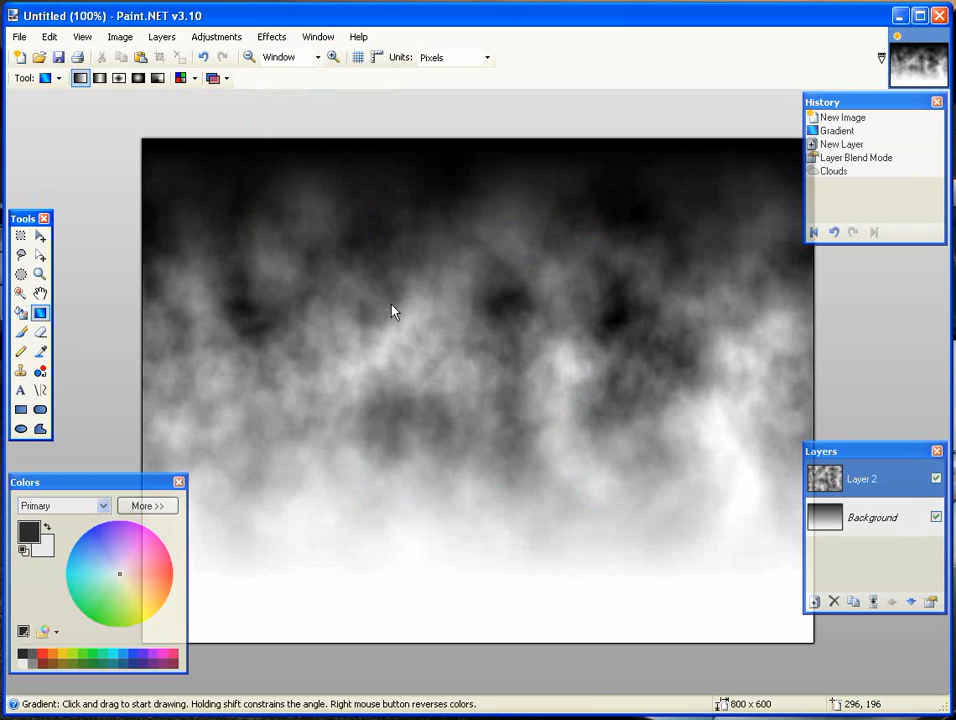 Untitled (100%) - Paint.NET v3.10
File Edit View Image Layers Adjustments Effects Window Help
Window Units: Pixels
Tool:
History
New Image
Gradient
New Layer
Layer Blend Mode
Clouds
Tools
Layers
Layer 2
Background
Colors
Primary More >>
Gradient: Click and drag to start drawing. Holding shift constrains the angle. Right mouse button reverses colors. 800 x 600 296, 196